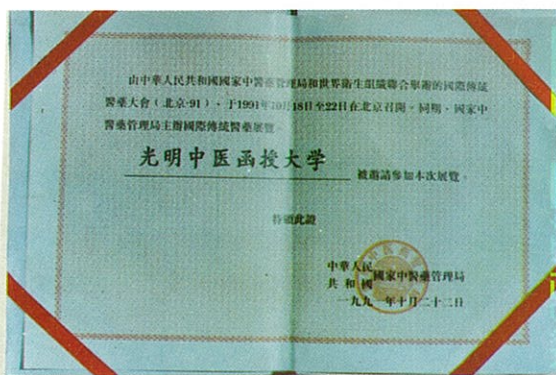 由中華人民共和國國家中醫藥管理局和世界衛生組織聯合舉辦的國際傳統
醫藥大會（北京·91），于1991年10月18日至22日在北京召開。同期，國家中
醫藥管理局主辦國際傳統醫藥展覽。
光明中医函授大学
被邀請參加本次展覽。
特頒此證
中華人民
共和國 國家中醫藥管理局
一九九一年十月二十二日